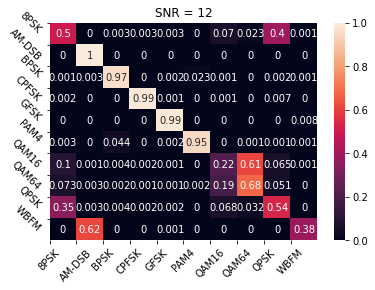 SNR = 12
8PSK 0.5 0 0.003 0.003 0.003 0 0.07 0.023 0.4 0.001
AM-DSB 0 1 0 0 0 0 0 0 0 0
BPSK 0.001 0.003 0.97 0 0.002 0.023 0.001 0 0.002 0.001
CPFSK 0.002 0 0 0.99 0.001 0 0.001 0 0.007 0
GFSK 0 0 0 0 0.99 0 0 0 0 0.008
PAM4 0 0 0.044 0 0.002 0.95 0 0.001 0.001 0.001
QAM16 0.1 0.001 0.004 0.002 0.001 0 0.22 0.61 0.065 0.001
QAM64 0.073 0.003 0.002 0.001 0.001 0.002 0.19 0.68 0.051 0
QPSK 0.35 0.003 0.004 0.002 0 0 0.068 0.032 0.54 0
WBFM 0 0.62 0 0 0.001 0 0 0 0 0.38
8PSK AM-DSB BPSK CPFSK GFSK PAM4 QAM16 QAM64 QPSK WBFM
1.0
0.8
0.6
0.4
0.2
0.0